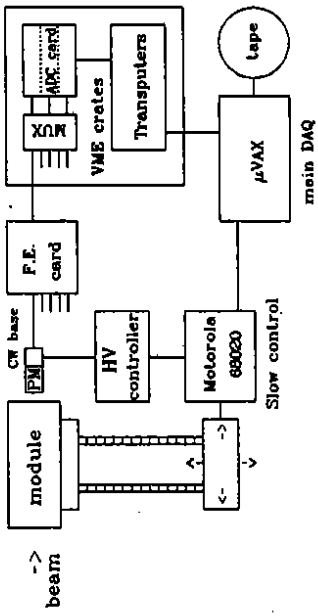 ->
beam
module
CW base
PM
F.E.
card
MUX
ADC card
VME crates
Transputers
HV
controller
Motorola
68020
Slow control
µVAX
main DAQ
tape
<- ^ ->
->